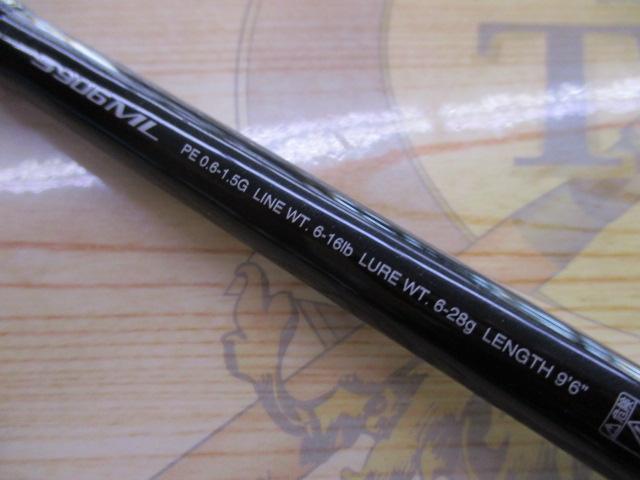 S906ML
PE 0.6-1.5G LINE WT. 6-16lb LURE WT. 6-28g LENGTH 9'6"
T